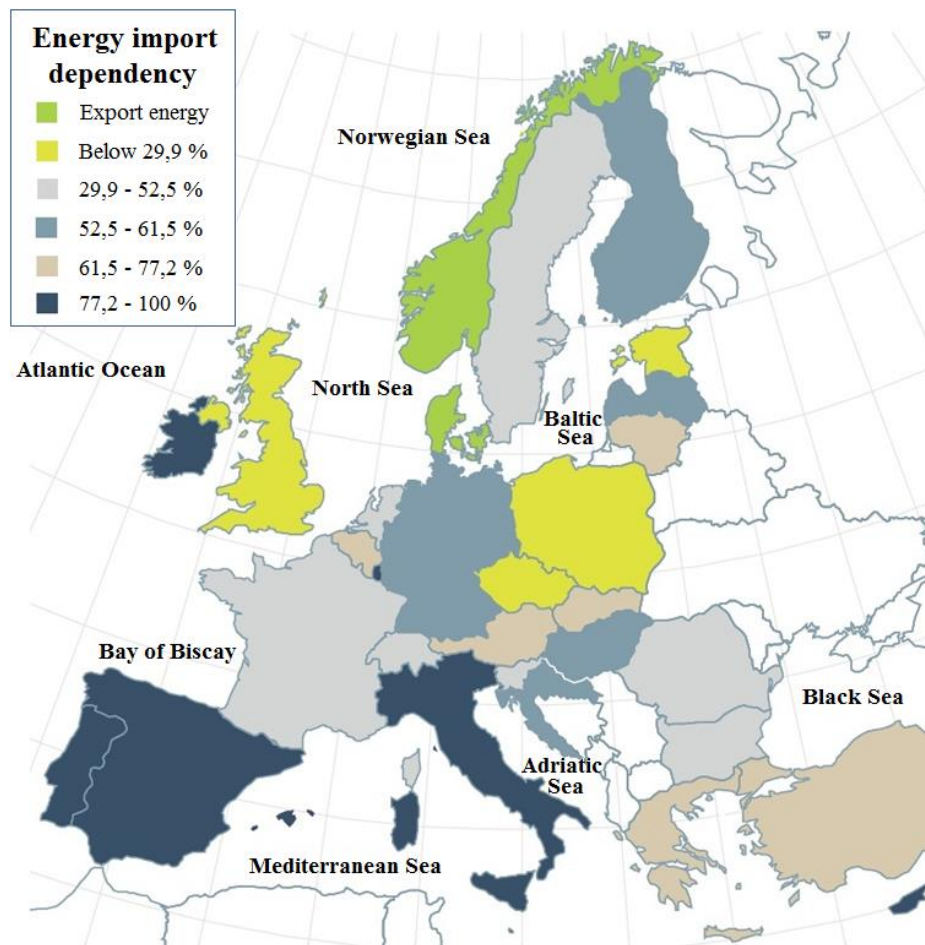 Energy import
dependency
Export energy
Below 29,9 %
29,9 - 52,5 %
52,5 - 61,5 %
61,5 - 77,2 %
77,2 - 100 %
Norwegian Sea
Atlantic Ocean
North Sea
Baltic
Sea
Bay of Biscay
Black Sea
Adriatic
Sea
Mediterranean Sea